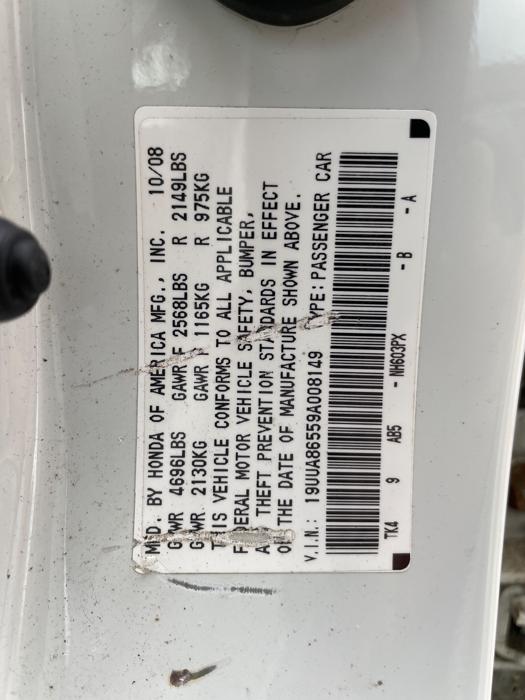 MFD. BY HONDA OF AMERICA MFG., INC. 10/08
GVWR 4696LBS GAWR F 2568LBS R 2149LBS
GVWR 2130KG GAWR F 1165KG R 975KG
THIS VEHICLE CONFORMS TO ALL APPLICABLE
FEDERAL MOTOR VEHICLE SAFETY, BUMPER,
AND THEFT PREVENTION STANDARDS IN EFFECT
ON THE DATE OF MANUFACTURE SHOWN ABOVE.
V.I.N.: 19UUA86559A008149 TYPE: PASSENGER CAR
TK4 9 AB5 - NH603PX - B - A